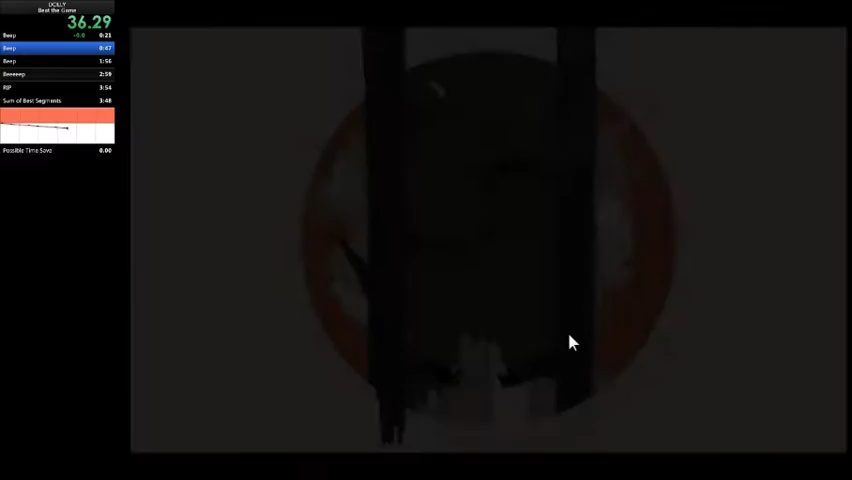 OCILLY
Beat the Game
36.29
Beep -0.8 0:21
Beep 0:47
Beep 1:56
Beeeeep 2:59
RIP 3:54
Sum of Best Segments 3:48
Possible Time Save 0.00